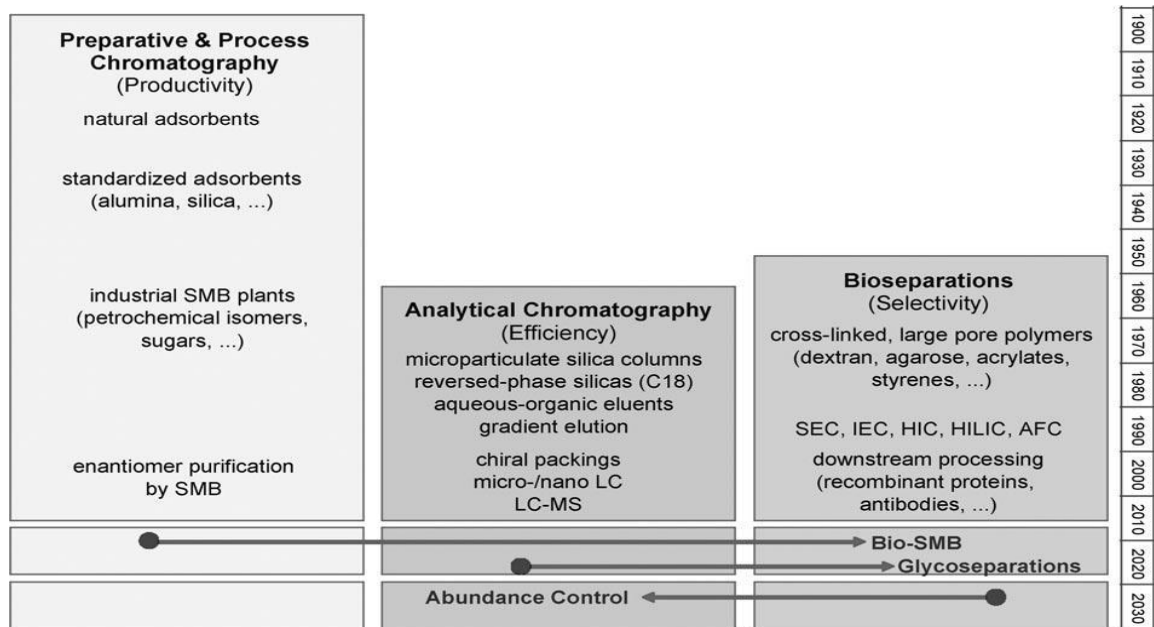 Preparative & Process
Chromatography
(Productivity)
natural adsorbents
standardized adsorbents
(alumina, silica, ...)
industrial SMB plants
(petrochemical isomers,
sugars, ...)
enantiomer purification
by SMB
Analytical Chromatography
(Efficiency)
microparticulate silica columns
reversed-phase silicas (C18)
aqueous-organic eluents
gradient elution
chiral packings
micro-/nano LC
LC-MS
Bioseparations
(Selectivity)
cross-linked, large pore polymers
(dextran, agarose, acrylates,
styrenes, ...)
SEC, IEC, HIC, HILIC, AFC
downstream processing
(recombinant proteins,
antibodies, ...)
Bio-SMB
Glycoseparations
Abundance Control
1900
1910
1920
1930
1940
1950
1960
1970
1980
1990
2000
2010
2020
2030